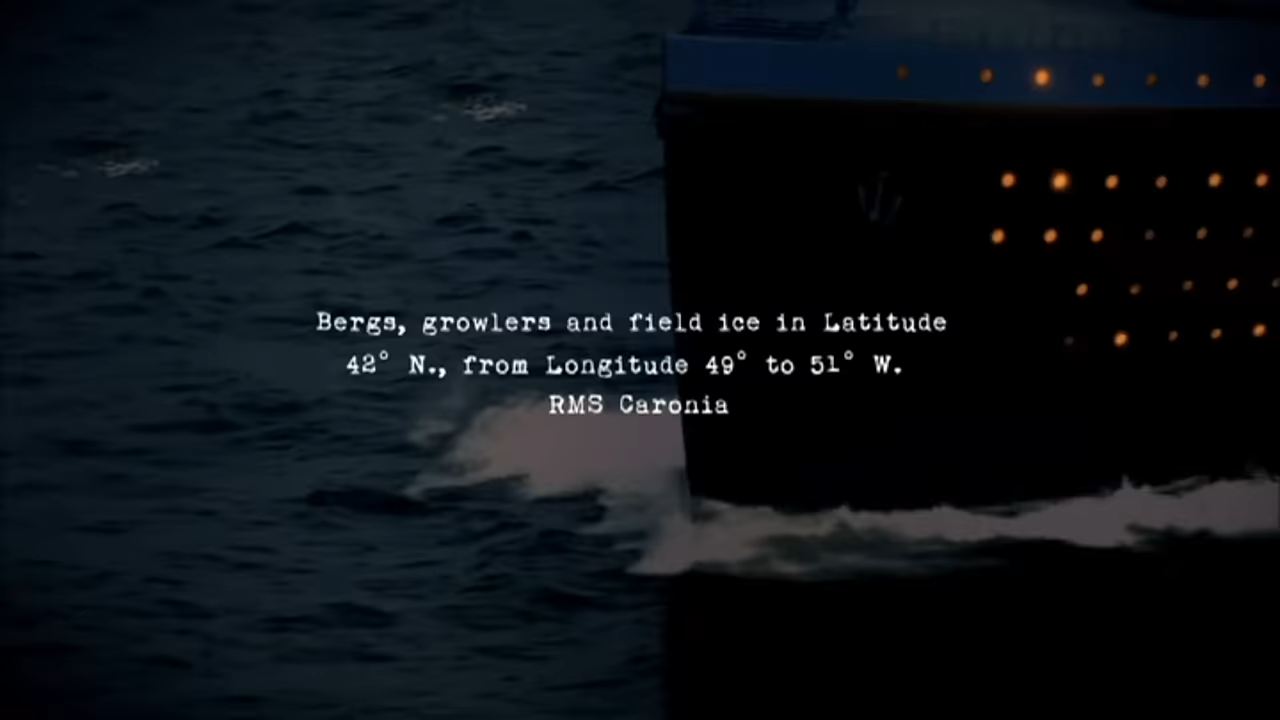 Bergs, growlers and field ice in Latitude
42° N., from Longitude 49° to 51° W.
RMS Caronia